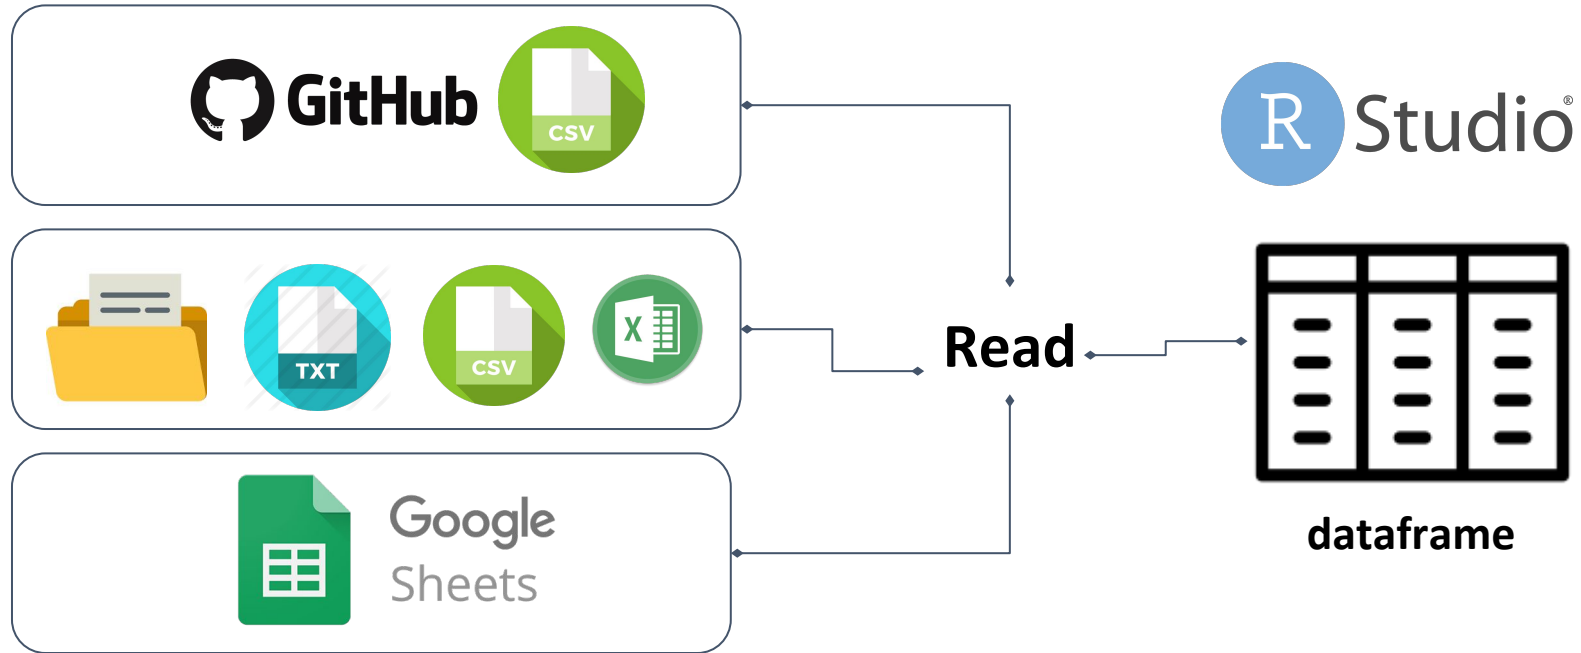 GitHub
CSV
R Studio®
TXT
CSV
X
Read
Google
Sheets
dataframe